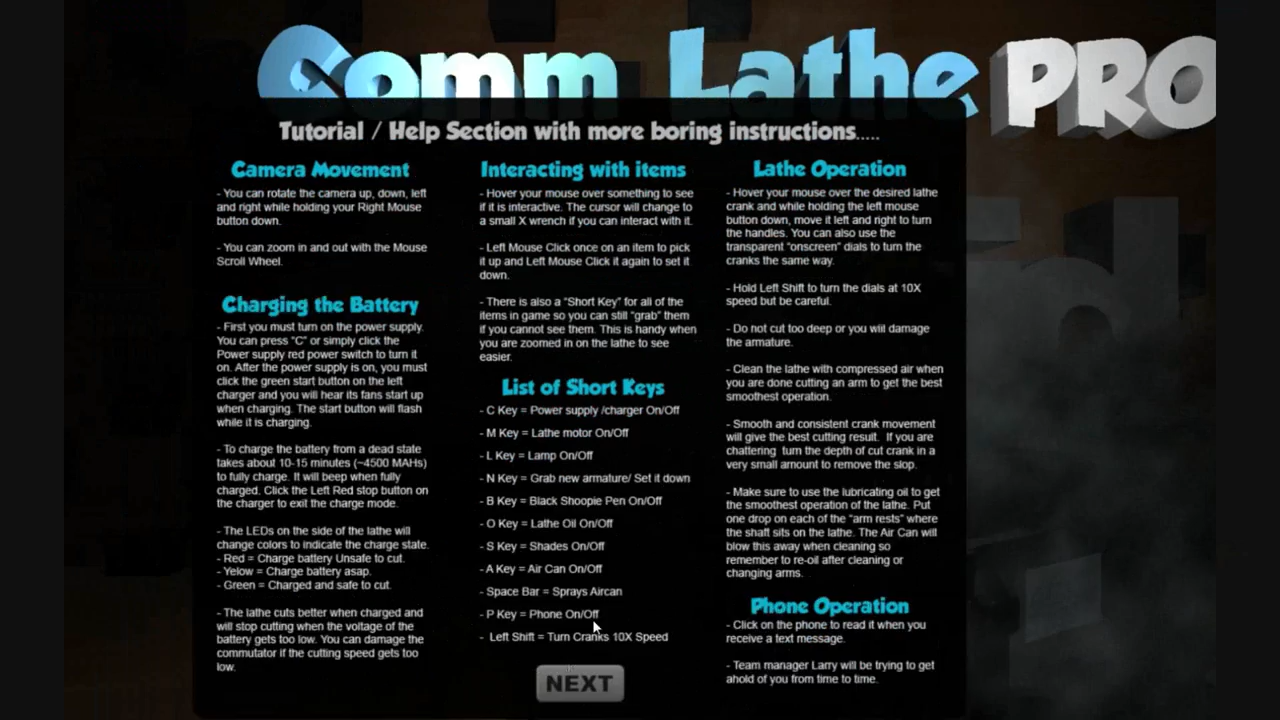 Comm Lathe PRO
Tutorial / Help Section with more boring instructions.....
Camera Movement
- You can rotate the camera up, down, left
and right while holding your Right Mouse
button down.
- You can zoom in and out with the Mouse
Scroll Wheel.
Charging the Battery
- First you must turn on the power supply.
You can press "C" or simply click the
Power supply red power switch to turn it
on. After the power supply is on, you must
click the green start button on the left
charger and you will hear its fans start up
when charging. The start button will flash
while it is charging.
- To charge the battery from a dead state
takes about 10-15 minutes (~4500 MAHs)
to fully charge. It will beep when fully
charged. Click the Left Red stop button on
the charger to exit the charge mode.
- The LEDs on the side of the lathe will
change colors to indicate the charge state.
- Red = Charge battery Unsafe to cut.
- Yelow = Charge battery asap.
- Green = Charged and safe to cut.
- The lathe cuts better when charged and
will stop cutting when the voltage of the
battery gets too low. You can damage the
commutator if the cutting speed gets too
low.
Interacting with items
- Hover your mouse over something to see
if it is interactive. The cursor will change to
a small X wrench if you can interact with it.
- Left Mouse Click once on an item to pick
it up and Left Mouse Click it again to set it
down.
- There is also a "Short Key" for all of the
items in game so you can still "grab" them
if you cannot see them. This is handy when
you are zoomed in on the lathe to see
easier.
List of Short Keys
- C Key = Power supply /charger On/Off
- M Key = Lathe motor On/Off
- L Key = Lamp On/Off
- N Key = Grab new armature/ Set it down
- B Key = Black Shoopie Pen On/Off
- O Key = Lathe Oil On/Off
- S Key = Shades On/Off
- A Key = Air Can On/Off
- Space Bar = Sprays Aircan
- P Key = Phone On/Off
- Left Shift = Turn Cranks 10X Speed
NEXT
Lathe Operation
- Hover your mouse over the desired lathe
crank and while holding the left mouse
button down, move it left and right to turn
the handles. You can also use the
transparent "onscreen" dials to turn the
cranks the same way.
- Hold Left Shift to turn the dials at 10X
speed but be careful.
- Do not cut too deep or you will damage
the armature.
- Clean the lathe with compressed air when
you are done cutting an arm to get the best
smoothest operation.
- Smooth and consistent crank movement
will give the best cutting result. If you are
chattering turn the depth of cut crank in a
very small amount to remove the slop.
- Make sure to use the lubricating oil to get
the smoothest operation of the lathe. Put
one drop on each of the "arm rests" where
the shaft sits on the lathe. The Air Can will
blow this away when cleaning so
remember to re-oil after cleaning or
changing arms.
Phone Operation
- Click on the phone to read it when you
receive a text message.
- Team manager Larry will be trying to get
ahold of you from time to time.